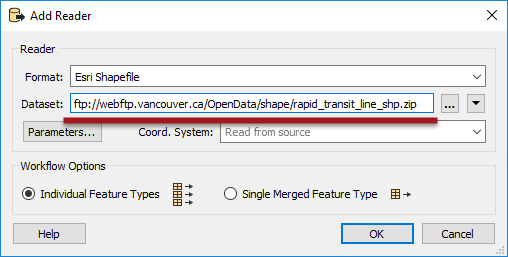 Add Reader
Reader
Format: Esri Shapefile
Dataset: ftp://webftp.vancouver.ca/OpenData/shape/rapid_transit_line_shp.zip ...
Parameters... Coord. System: Read from source
Workflow Options
Individual Feature Types Single Merged Feature Type
Help OK Cancel